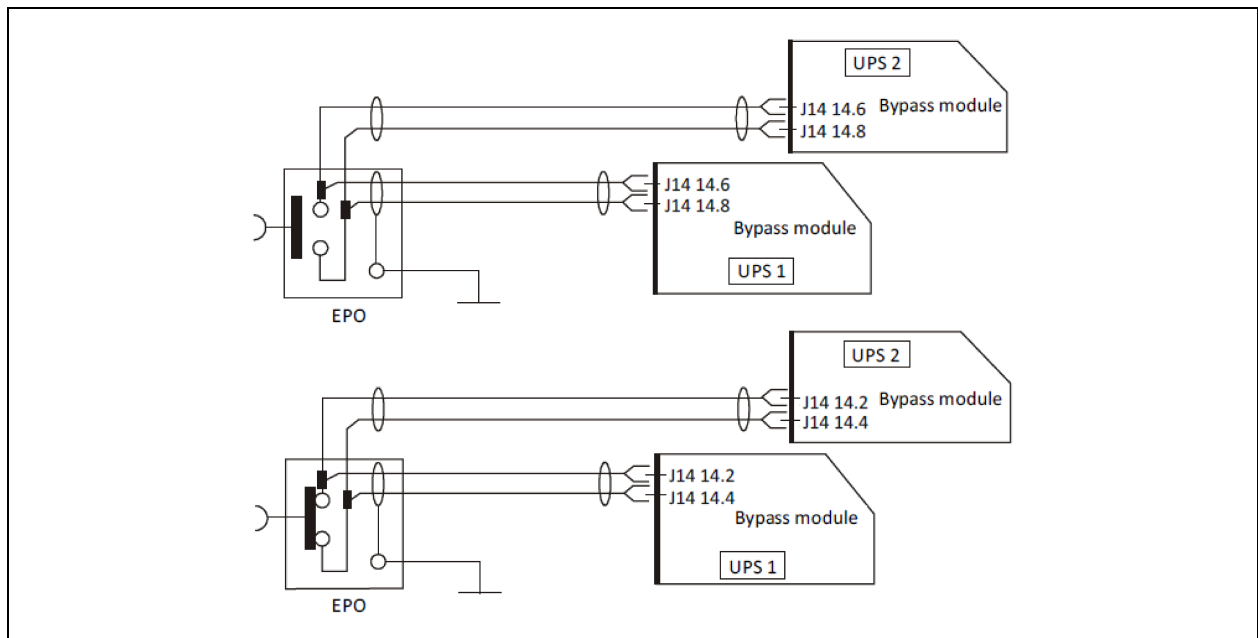 UPS 2
J14 14.6 Bypass module
J14 14.8
J14 14.6
J14 14.8
Bypass module
UPS 1
EPO
UPS 2
J14 14.2 Bypass module
J14 14.4
J14 14.2
J14 14.4
Bypass module
UPS 1
EPO